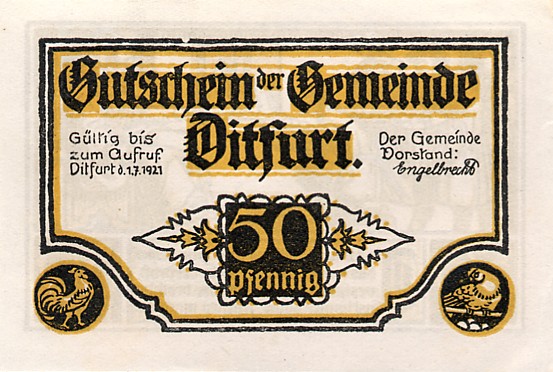 Gutschein der Gemeinde
Ditfurt.
Gültig bis
zum Aufruf.
Ditfurt d. 1.7.1921
Der Gemeinde
Vorstand:
Engelbrecht
50
Pfennig